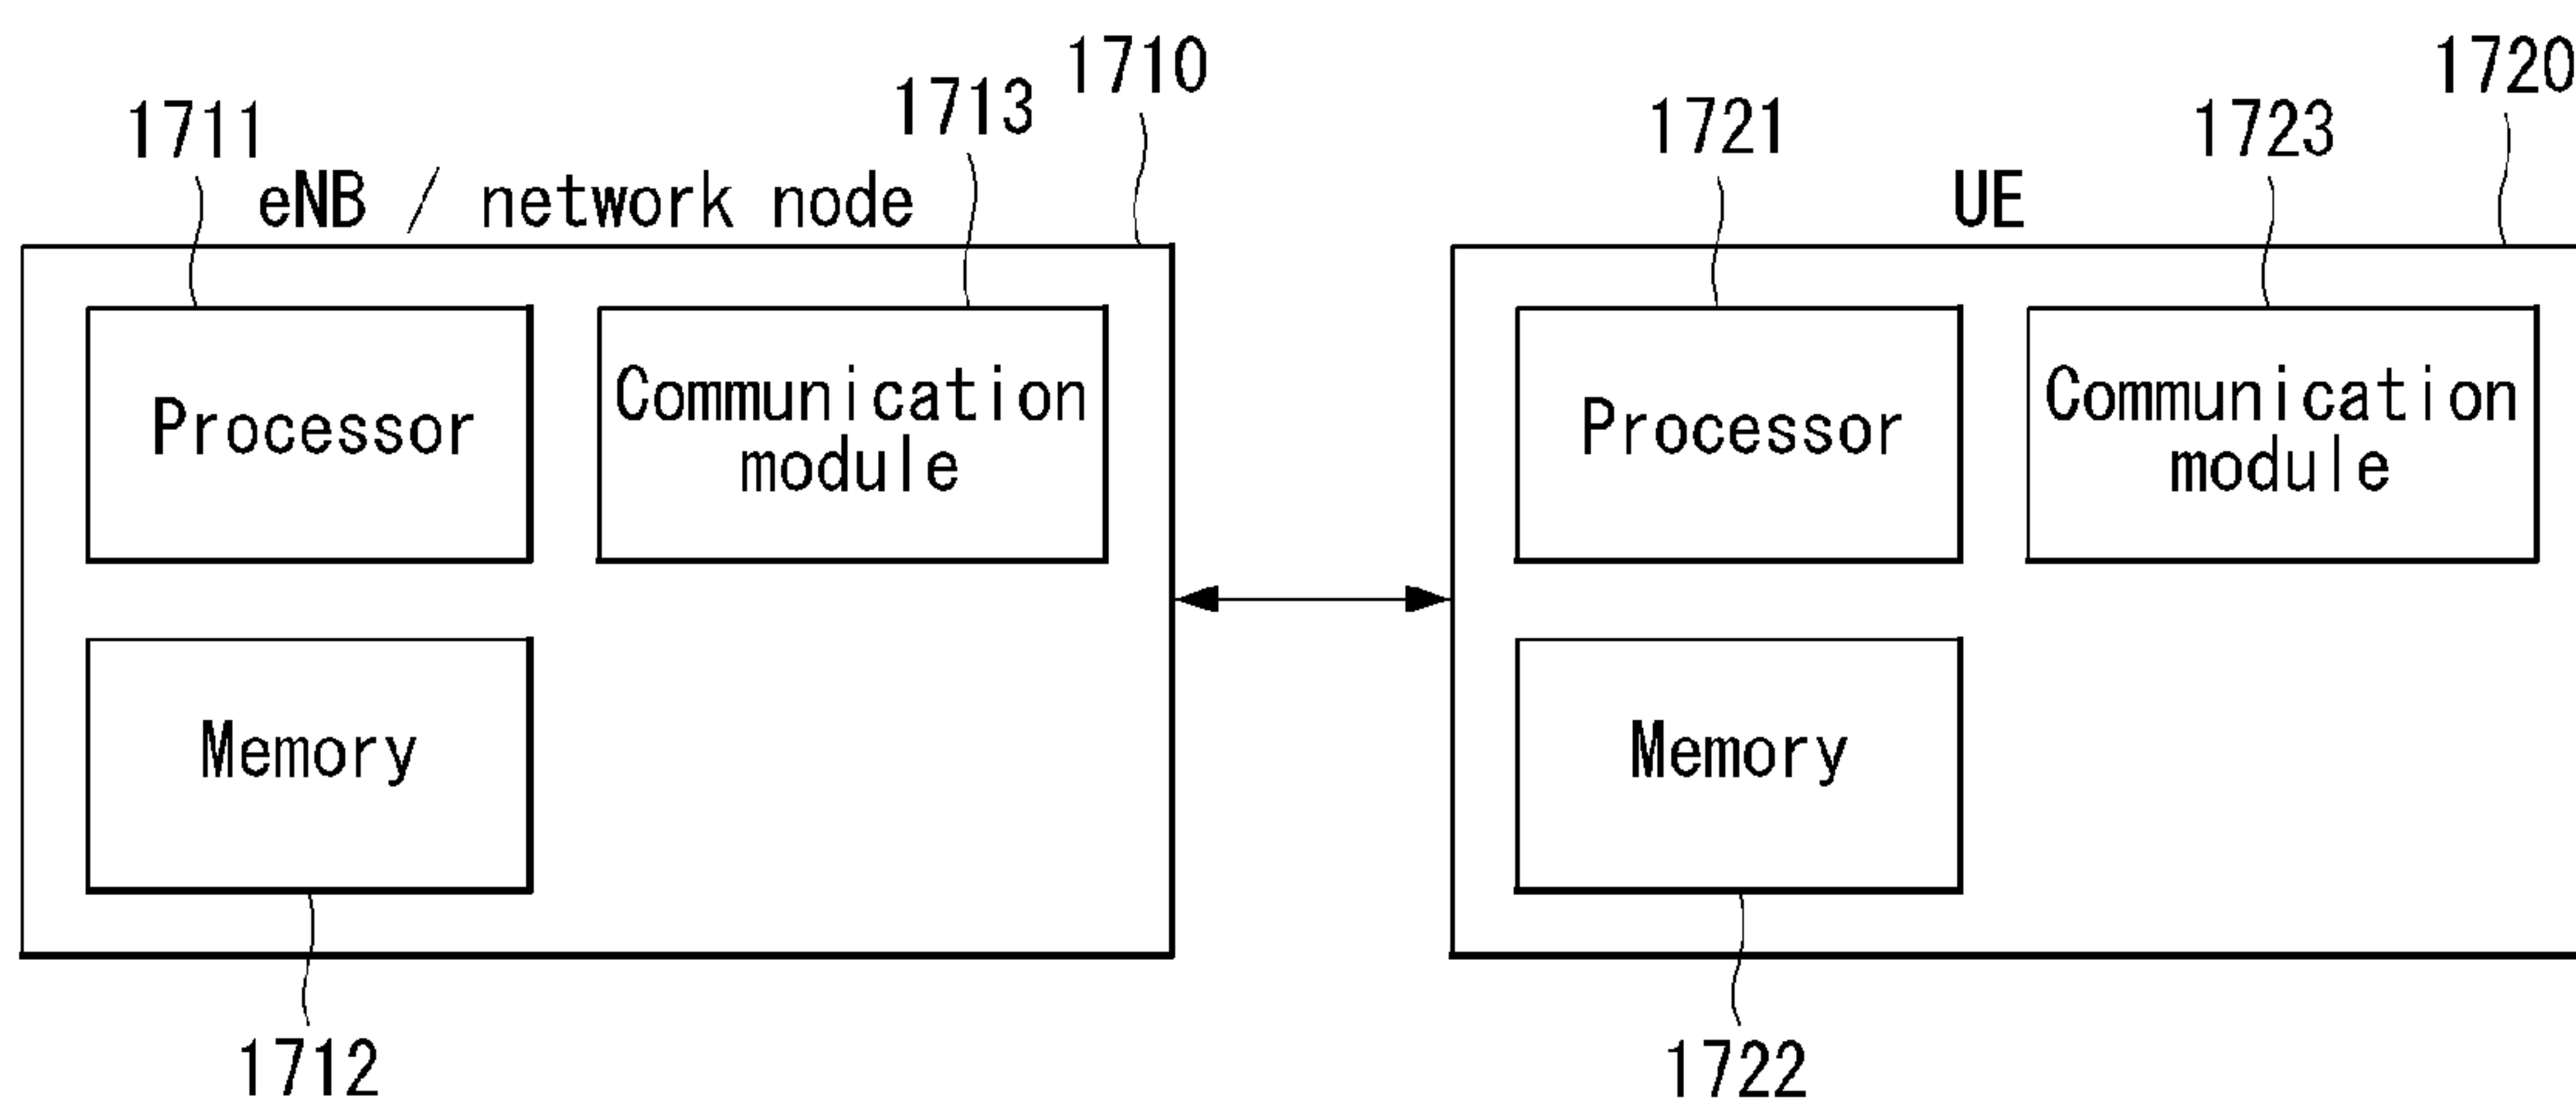 1710
1720
1713
1711
1721
1723
eNB / network node
UE
Processor
Communication
module
Processor
Communication
module
Memory
Memory
1712
1722